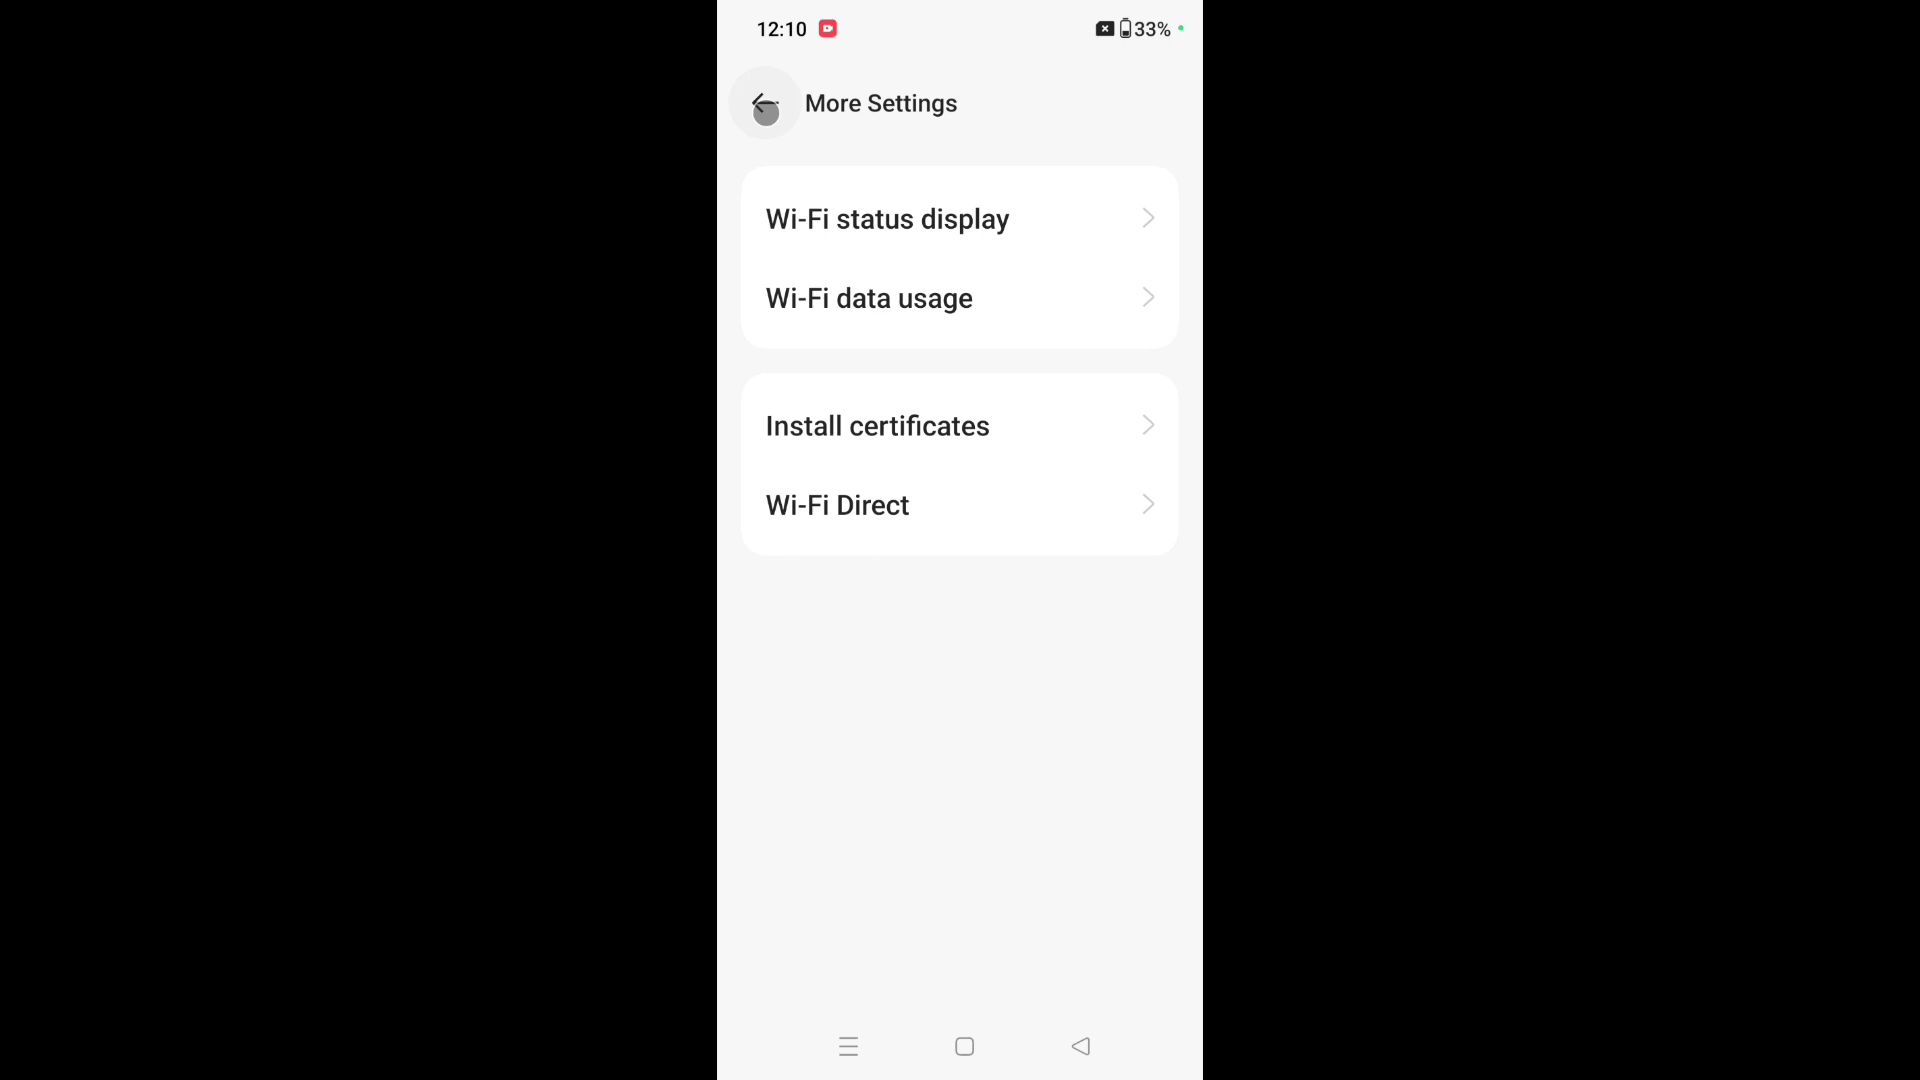 12:10
33%
More Settings
Wi-Fi status display
Wi-Fi data usage
Install certificates
Wi-Fi Direct